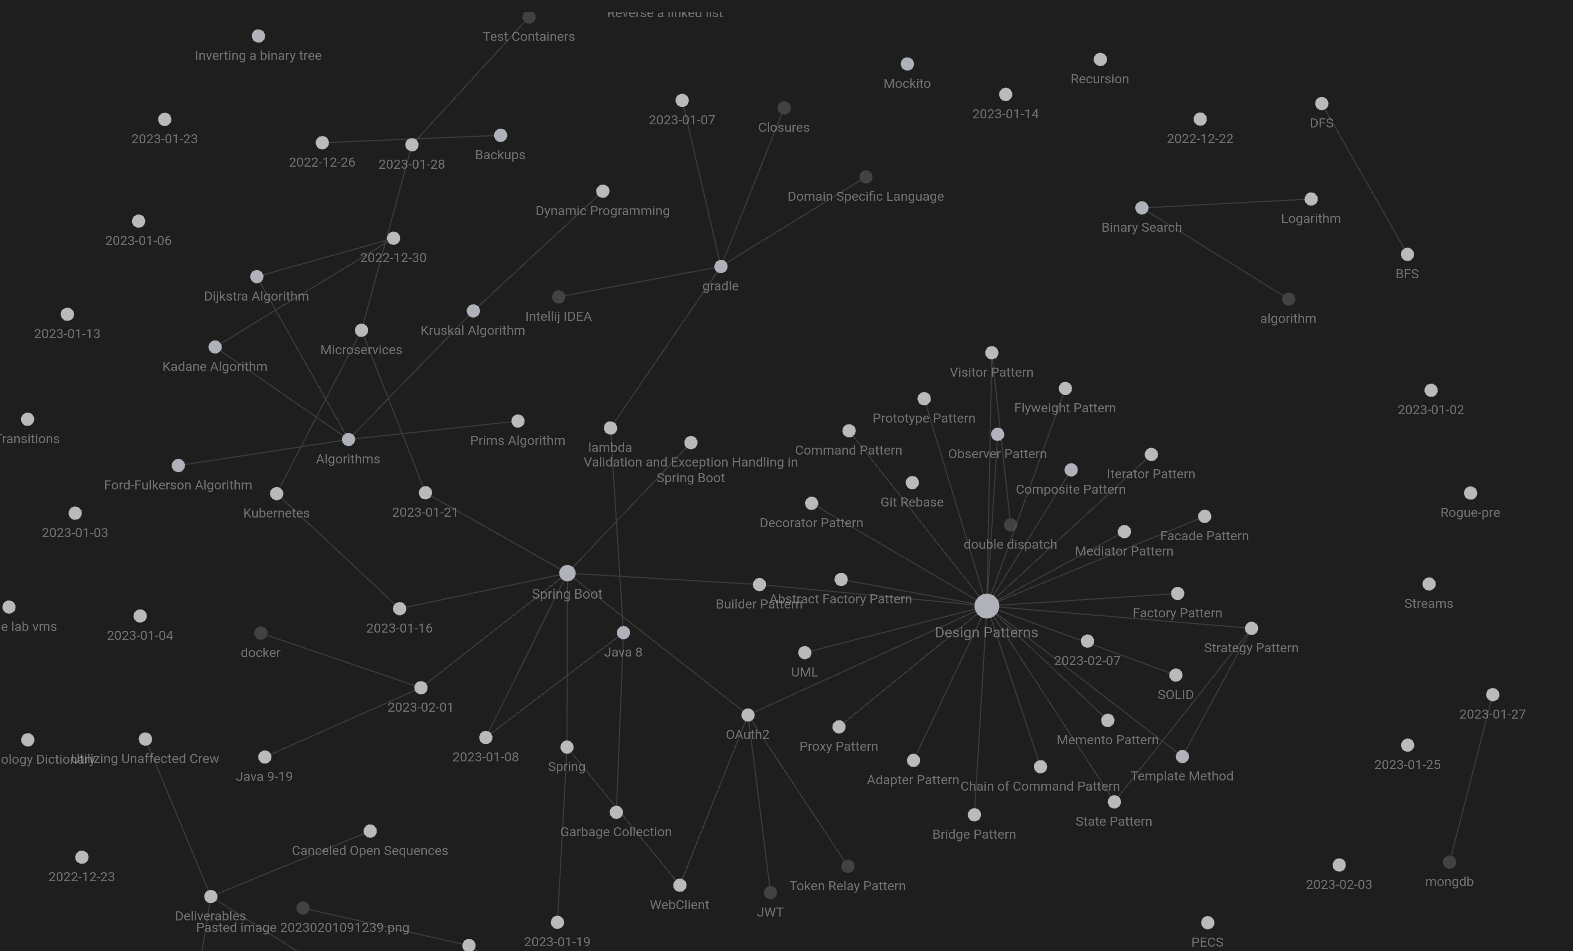 Reverse a linked list
Test Containers
Inverting a binary tree
Mockito
Recursion
2023-01-14
2023-01-07
Closures
DFS
2023-01-23
2022-12-26
2023-01-28
Backups
2022-12-22
Domain Specific Language
Dynamic Programming
Logarithm
Binary Search
2023-01-06
2022-12-30
BFS
gradle
Dijkstra Algorithm
Intellij IDEA
algorithm
2023-01-13
Kruskal Algorithm
Microservices
Kadane Algorithm
Visitor Pattern
Flyweight Pattern
2023-01-02
Prototype Pattern
Transitions
Prims Algorithm
lambda
Command Pattern
Observer Pattern
Algorithms
Validation and Exception Handling in
Spring Boot
Iterator Pattern
Ford-Fulkerson Algorithm
Composite Pattern
Git Rebase
Kubernetes
2023-01-21
Rogue-pre
Decorator Pattern
2023-01-03
Facade Pattern
double dispatch
Mediator Pattern
Spring Boot
Builder Pattern
Abstract Factory Pattern
Factory Pattern
Streams
e lab vms
2023-01-04
2023-01-16
Design Patterns
docker
Java 8
Strategy Pattern
UML
2023-02-07
SOLID
2023-02-01
2023-01-27
OAuth2
Proxy Pattern
Memento Pattern
ology Dictionary
Utilizing Unaffected Crew
2023-01-08
Spring
Java 9-19
2023-01-25
Adapter Pattern
Chain of Command Pattern
Template Method
State Pattern
Garbage Collection
Bridge Pattern
Canceled Open Sequences
2022-12-23
Token Relay Pattern
2023-02-03
mongdb
WebClient
JWT
Deliverables
Pasted image 20230201091239.png
2023-01-19
PECS